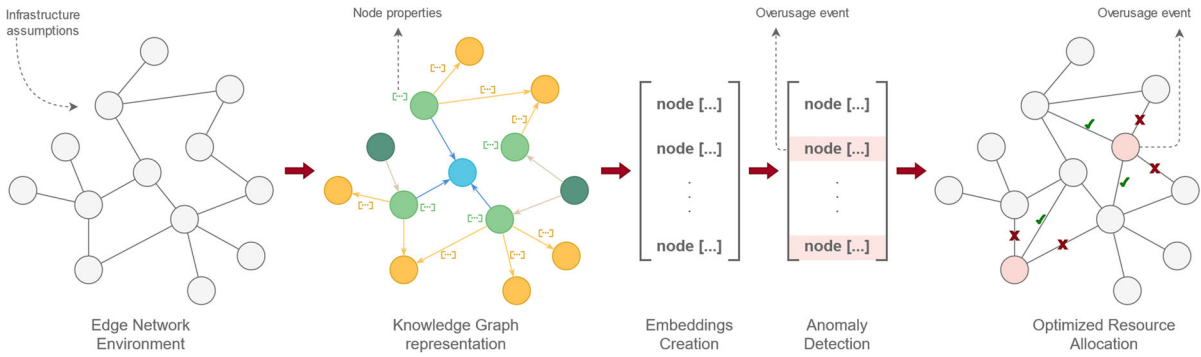 Infrastructure
assumptions
Node properties
Overusage event
Overusage event
[...]
[...]
[...]
[...]
[...]
[...]
[...]
[...]
[...]
[...]
[...]
[...]
node [...]
node [...]
.
.
.
node [...]
node [...]
node [...]
.
.
.
node [...]
Edge Network
Environment
Knowledge Graph
representation
Embeddings
Creation
Anomaly
Detection
Optimized Resource
Allocation